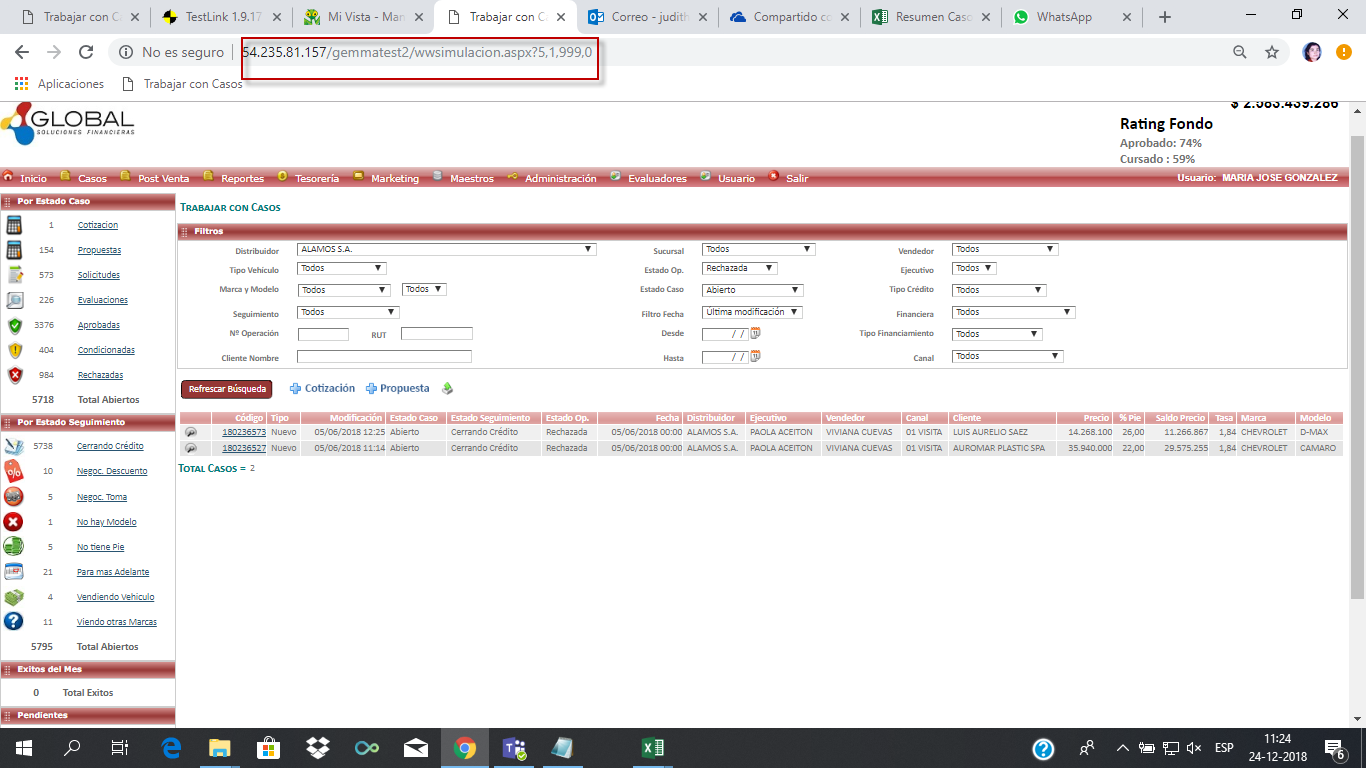 Trabajar con Ca
TestLink 1.9.17
Mi Vista - Man
Trabajar con C
Correo - judith
Compartido co
Resumen Caso
WhatsApp
No es seguro 54.235.81.157/gemmatest2/wwsimulacion.aspx?5,1,999,0
Aplicaciones Trabajar con Casos
GLOBAL
SOLUCIONES FINANCIERAS
$ 2.583.439.286
Rating Fondo
Aprobado: 74%
Cursado : 59%
Inicio Casos Post Venta Reportes Tesorería Marketing Maestros Administración Evaluadores Usuario Salir Usuario: MARIA JOSE GONZALEZ
Por Estado Caso
1 Cotizacion
154 Propuestas
573 Solicitudes
226 Evaluaciones
3376 Aprobadas
404 Condicionadas
984 Rechazadas
5718 Total Abiertos
Por Estado Seguimiento
5738 Cerrando Crédito
10 Negoc. Descuento
5 Negoc. Toma
1 No hay Modelo
5 No tiene Pie
21 Para mas Adelante
4 Vendiendo Vehiculo
11 Viendo otras Marcas
5795 Total Abiertos
Exitos del Mes
0 Total Exitos
Pendientes
Trabajar con Casos
Filtros
Distribuidor ALAMOS S.A. Sucursal Todos Vendedor Todos
Tipo Vehículo Todos Estado Op. Rechazada Ejecutivo Todos
Marca y Modelo Todos Todos Estado Caso Abierto Tipo Crédito Todos
Seguimiento Todos Filtro Fecha Última modificación Financiera Todos
Nº Operación RUT Desde / / Tipo Financiamiento Todos
Cliente Nombre Hasta / / Canal Todos
Refrescar Búsqueda Cotización Propuesta
Código Tipo Modificación Estado Caso Estado Seguimiento Estado Op. Fecha Distribuidor Ejecutivo Vendedor Canal Cliente Precio % Pie Saldo Precio Tasa Marca Modelo
180236573 Nuevo 05/06/2018 12:25 Abierto Cerrando Crédito Rechazada 05/06/2018 00:00 ALAMOS S.A. PAOLA ACEITON VIVIANA CUEVAS 01 VISITA LUIS AURELIO SAEZ 14.268.100 26,00 11.266.867 1,84 CHEVROLET D-MAX
180236527 Nuevo 05/06/2018 11:14 Abierto Cerrando Crédito Rechazada 05/06/2018 00:00 ALAMOS S.A. PAOLA ACEITON VIVIANA CUEVAS 01 VISITA AUROMAR PLASTIC SPA 35.940.000 22,00 29.575.255 1,84 CHEVROLET CAMARO
Total Casos = 2
ESP
11:24
24-12-2018
6